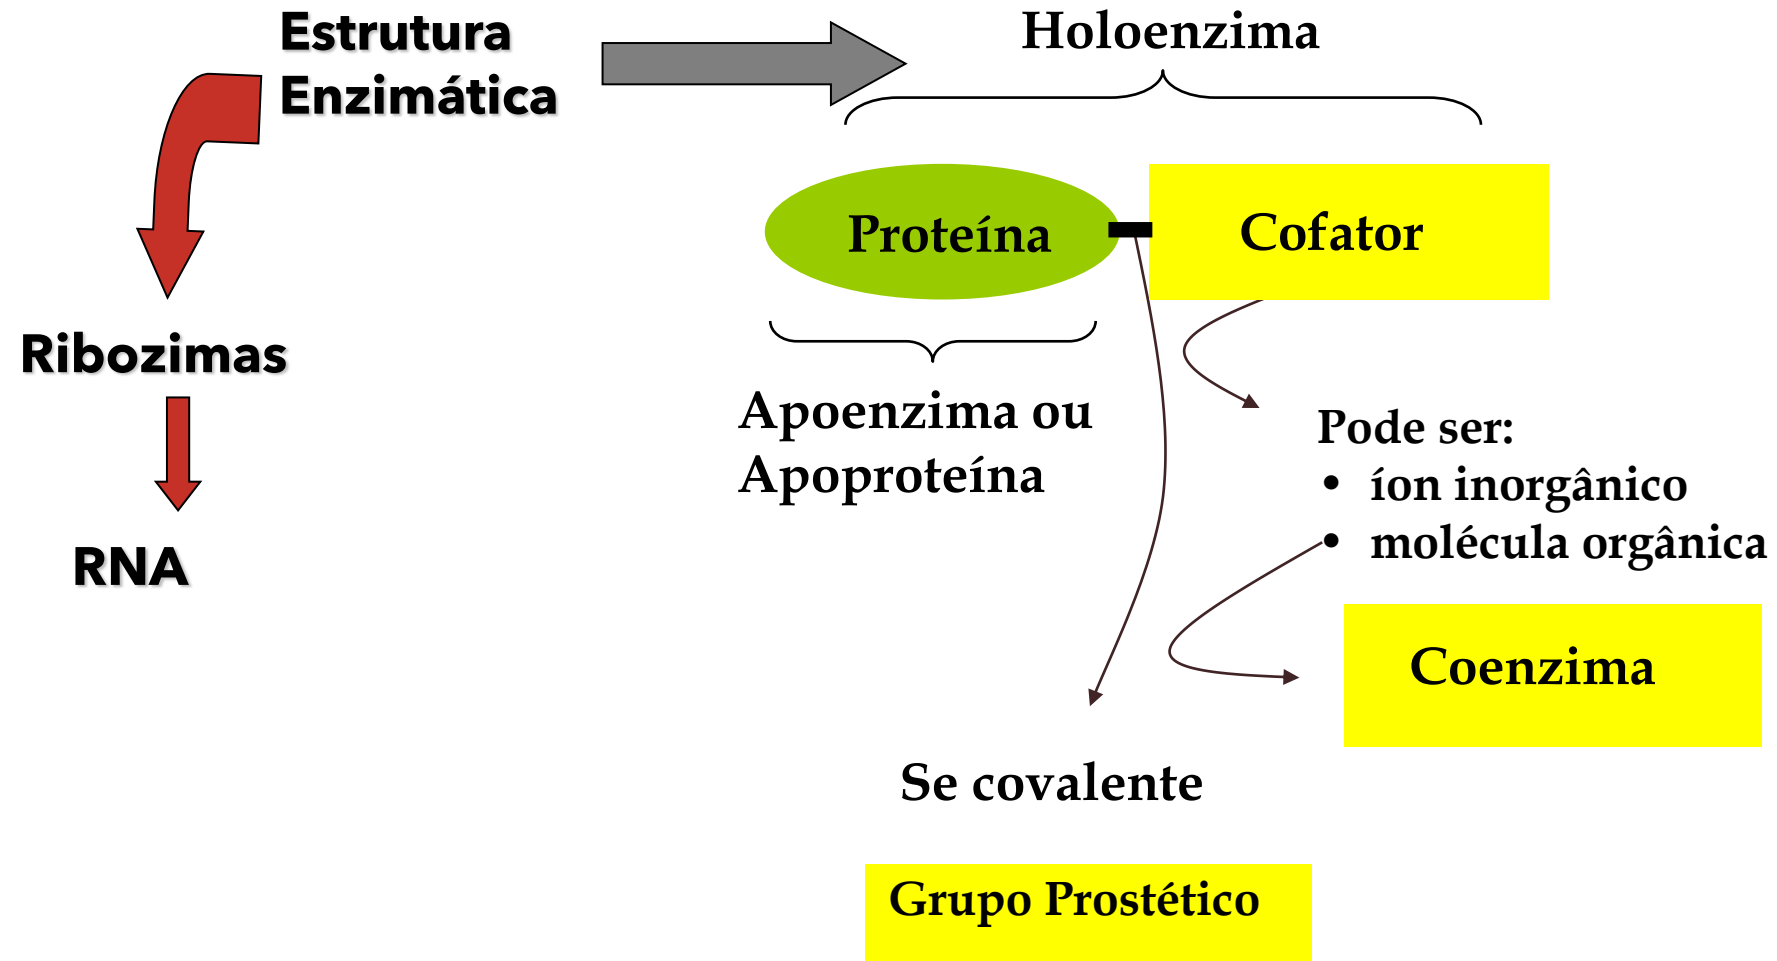 Estrutura
Enzimática
Holoenzima
Proteína
Cofator
Ribozimas
RNA
Apoenzima ou
Apoproteína
Pode ser:
• íon inorgânico
• molécula orgânica
Coenzima
Se covalente
Grupo Prostético